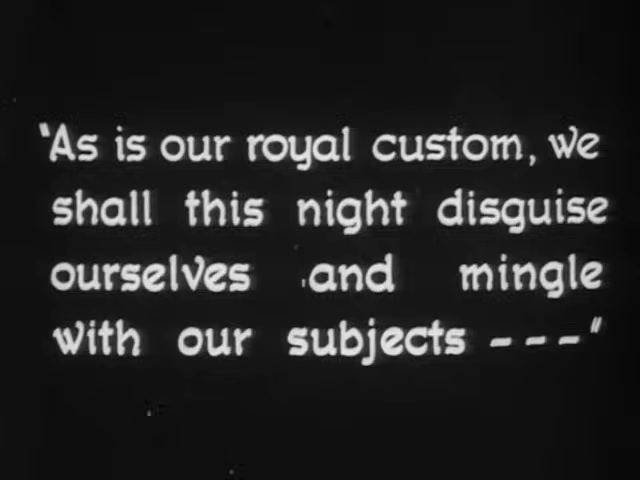 "As is our royal custom, we
shall this night disguise
ourselves and mingle
with our subjects ---"